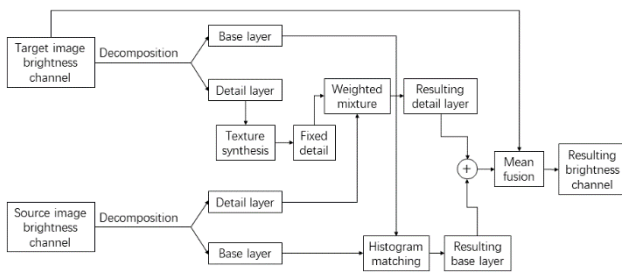 Target image
brightness
channel
Decomposition
Base layer
Detail layer
Texture
synthesis
Fixed
detail
Weighted
mixture
Resulting
detail layer
+
Mean
fusion
Resulting
brightness
channel
Source image
brightness
channel
Decomposition
Detail layer
Base layer
Histogram
matching
Resulting
base layer